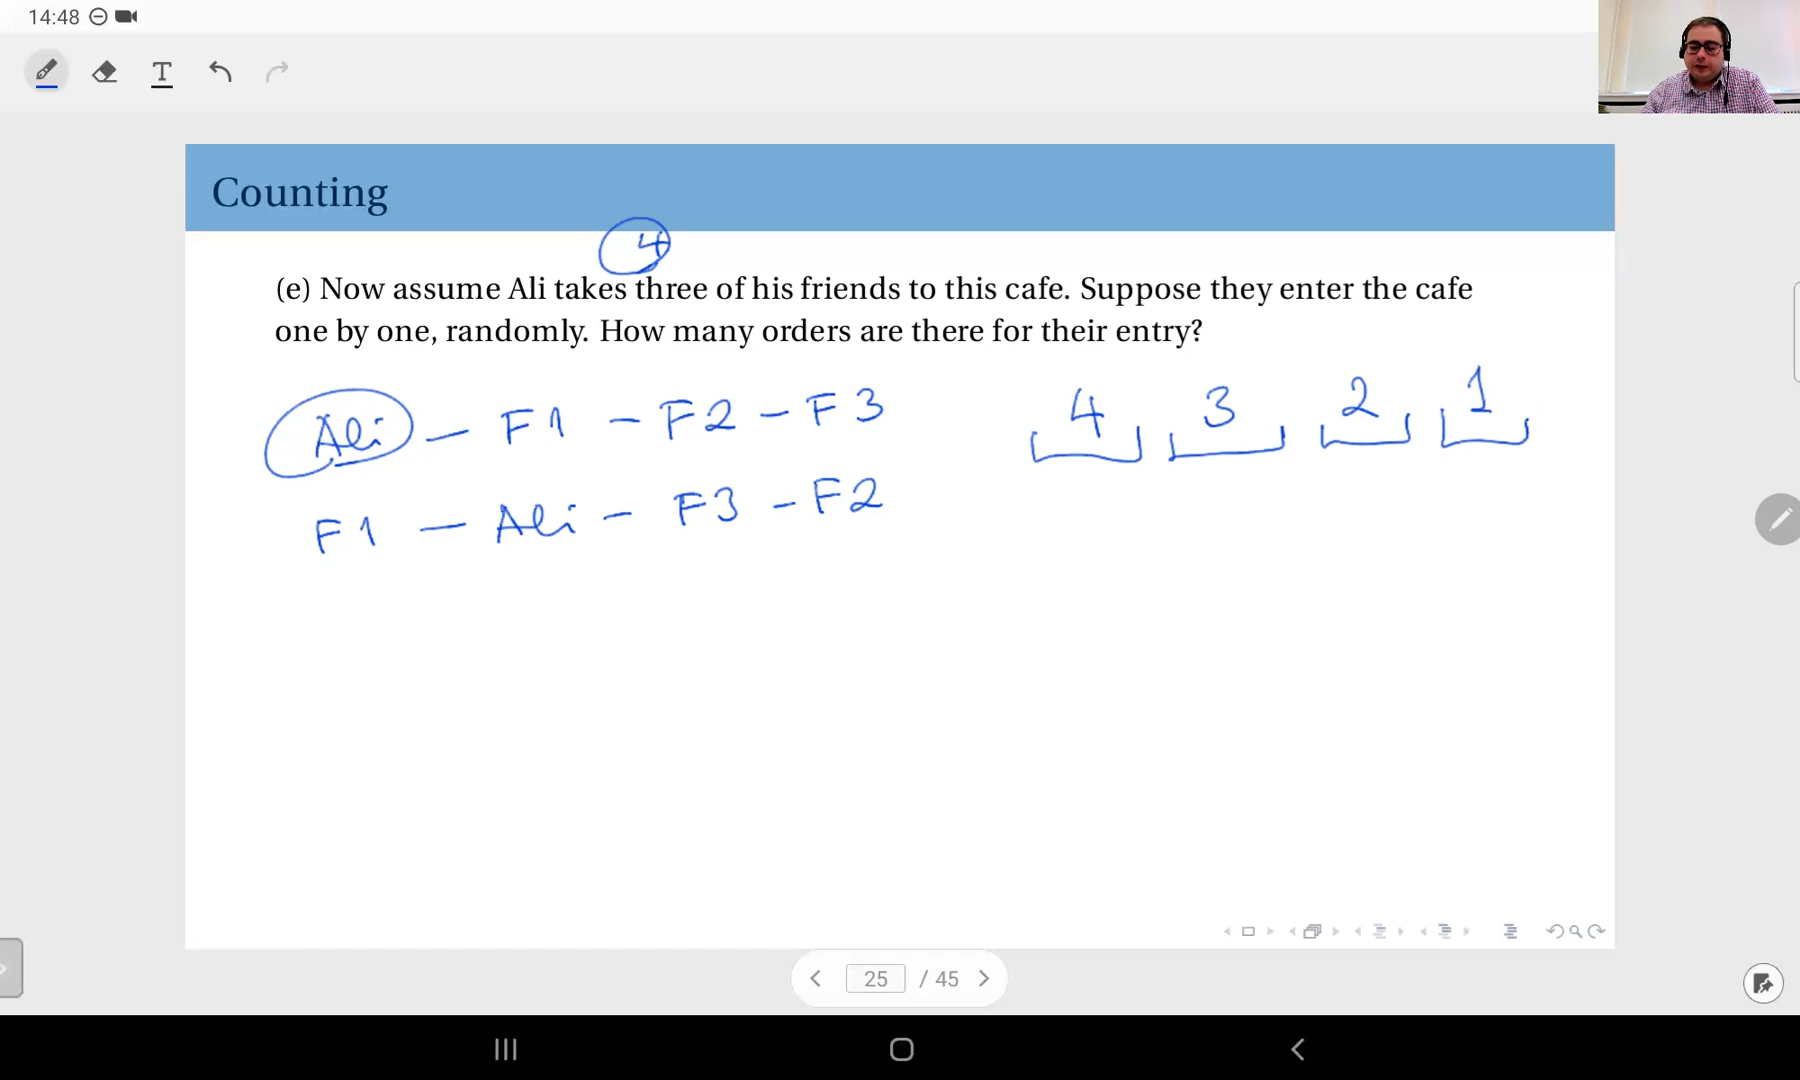 14:48
T
Counting
4
(e) Now assume Ali takes three of his friends to this cafe. Suppose they enter the cafe
one by one, randomly. How many orders are there for their entry?
Ali – F1 – F2 – F3
4 3 2 1
F1 – Ali – F3 – F2
25 / 45